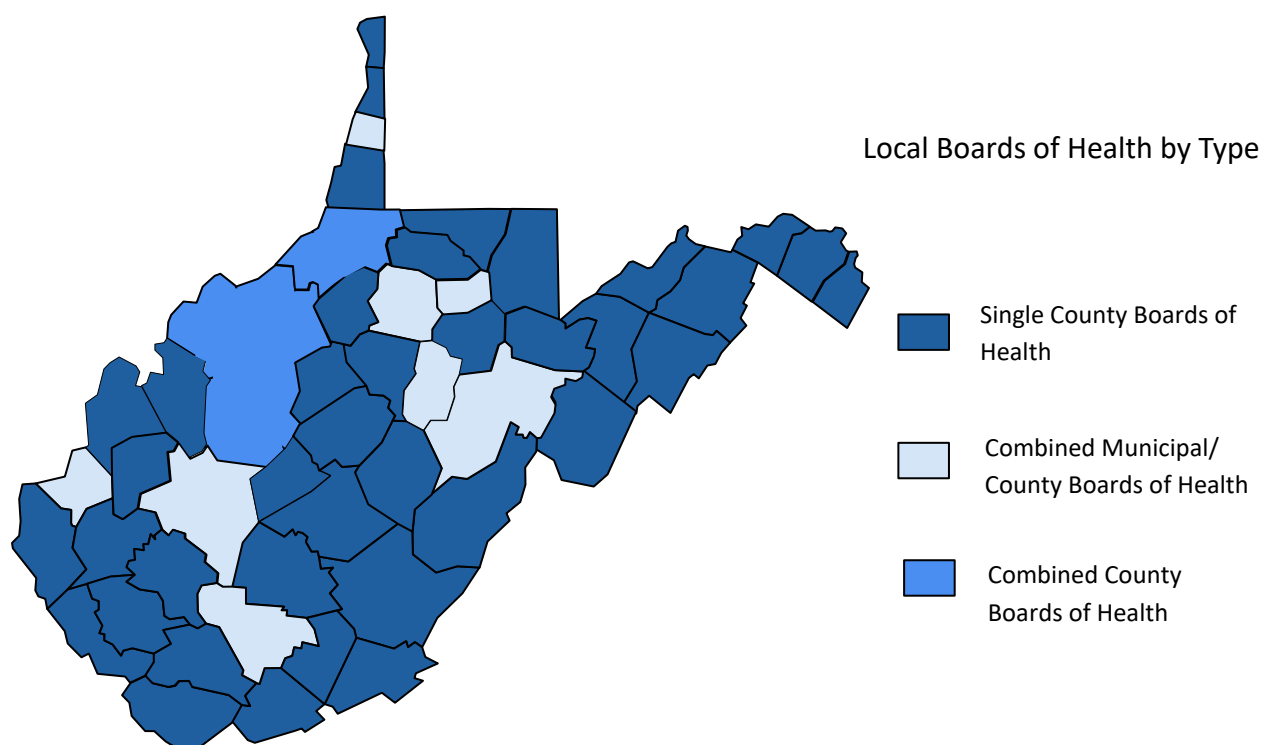 Local Boards of Health by Type
Single County Boards of
Health
Combined Municipal/
County Boards of Health
Combined County
Boards of Health